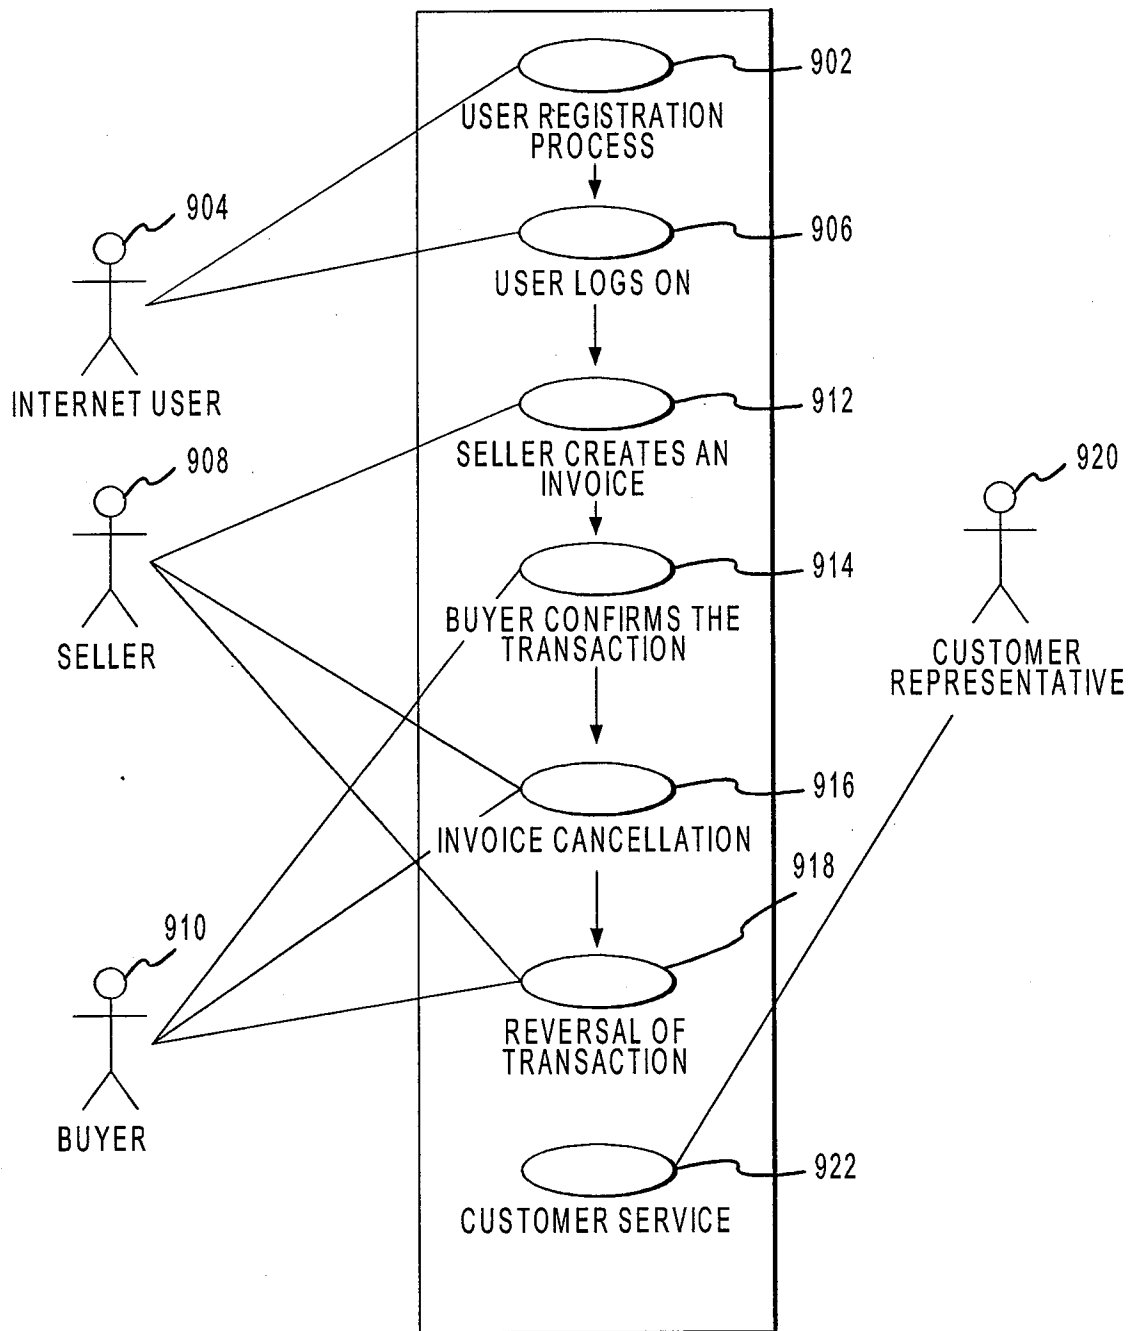 902
USER REGISTRATION
PROCESS
904
906
USER LOGS ON
INTERNET USER
912
SELLER CREATES AN
INVOICE
908
920
914
BUYER CONFIRMS THE
TRANSACTION
SELLER
CUSTOMER
REPRESENTATIVE
916
INVOICE CANCELLATION
918
910
REVERSAL OF
TRANSACTION
BUYER
922
CUSTOMER SERVICE